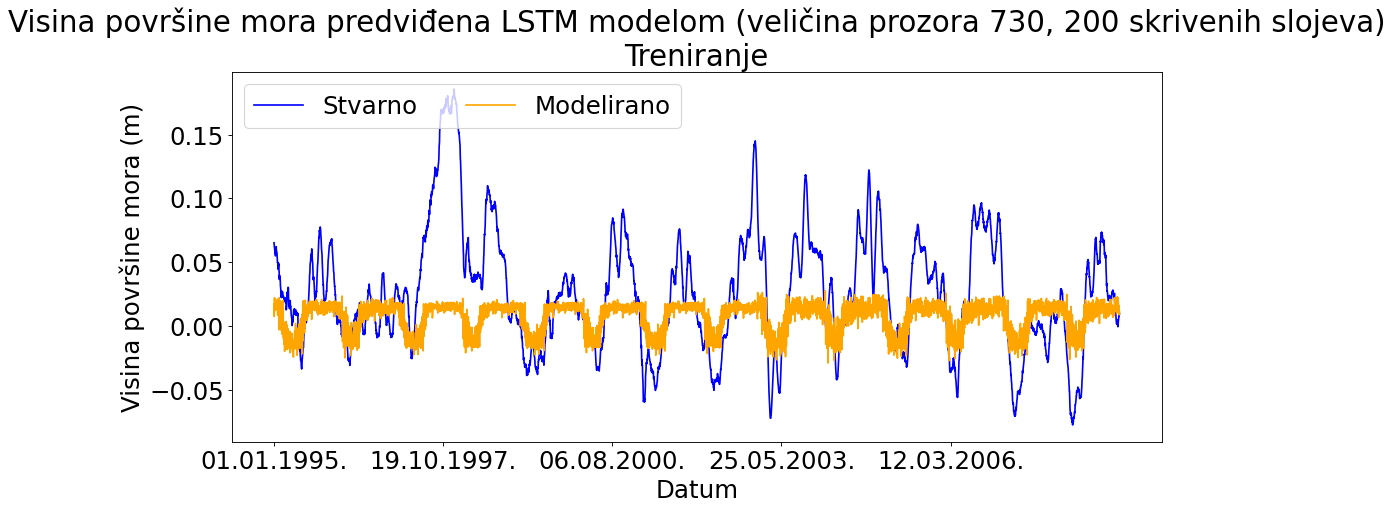 Visina površine mora predviđena LSTM modelom (veličina prozora 730, 200 skrivenih slojeva)
Treniranje
Stvarno
Modelirano
Visina površine mora (m)
0.15
0.10
0.05
0.00
−0.05
01.01.1995.
19.10.1997.
06.08.2000.
25.05.2003.
12.03.2006.
Datum